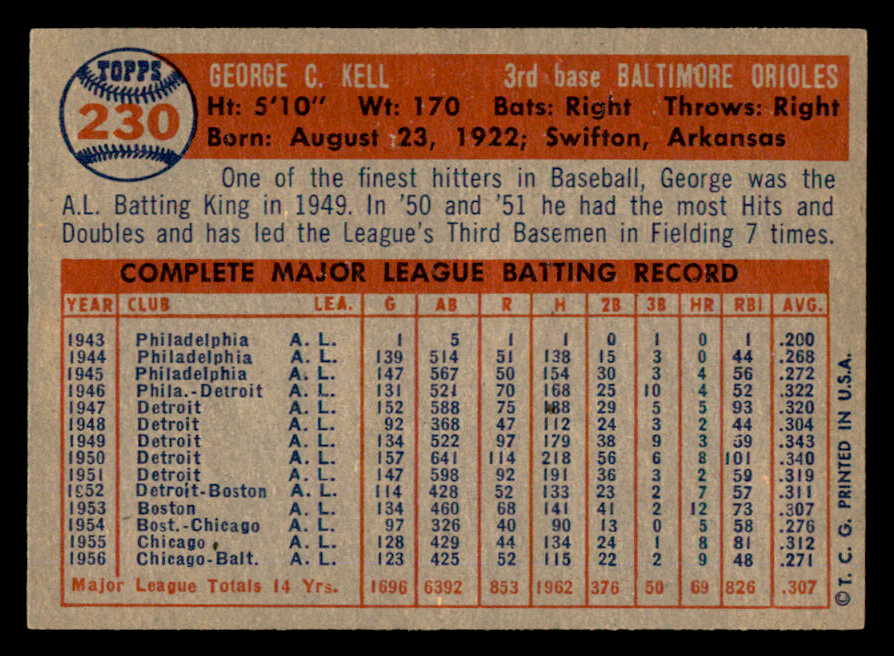 TOPPS
230
GEORGE C. KELL 3rd base BALTIMORE ORIOLES
Ht: 5'10" Wt: 170 Bats: Right Throws: Right
Born: August 23, 1922; Swifton, Arkansas
One of the finest hitters in Baseball, George was the
A.L. Batting King in 1949. In '50 and '51 he had the most Hits and
Doubles and has led the League's Third Basemen in Fielding 7 times.
COMPLETE MAJOR LEAGUE BATTING RECORD
YEAR CLUB LEA. G AB R H 2B 3B HR RBI AVG.
1943 Philadelphia A. L. 1 5 1 1 0 1 0 1 .200
1944 Philadelphia A. L. 139 514 51 138 15 3 0 44 .268
1945 Philadelphia A. L. 147 567 50 154 30 3 4 56 .272
1946 Phila.-Detroit A. L. 131 521 70 168 25 10 4 52 .322
1947 Detroit A. L. 152 588 75 188 29 5 5 93 .320
1948 Detroit A. L. 92 368 47 112 24 3 2 44 .304
1949 Detroit A. L. 134 522 97 179 38 9 3 59 .343
1950 Detroit A. L. 157 641 114 218 56 6 8 101 .340
1951 Detroit A. L. 147 598 92 191 36 3 2 59 .319
1952 Detroit-Boston A. L. 114 428 52 133 23 2 7 57 .311
1953 Boston A. L. 134 460 68 141 41 2 12 73 .307
1954 Bost.-Chicago A. L. 97 326 40 90 13 0 5 58 .276
1955 Chicago A. L. 128 429 44 134 24 1 8 81 .312
1956 Chicago-Balt. A. L. 123 425 52 115 22 2 9 48 .271
Major League Totals 14 Yrs. 1696 6392 853 1962 376 50 69 826 .307
© T. C. G. PRINTED IN U.S.A.